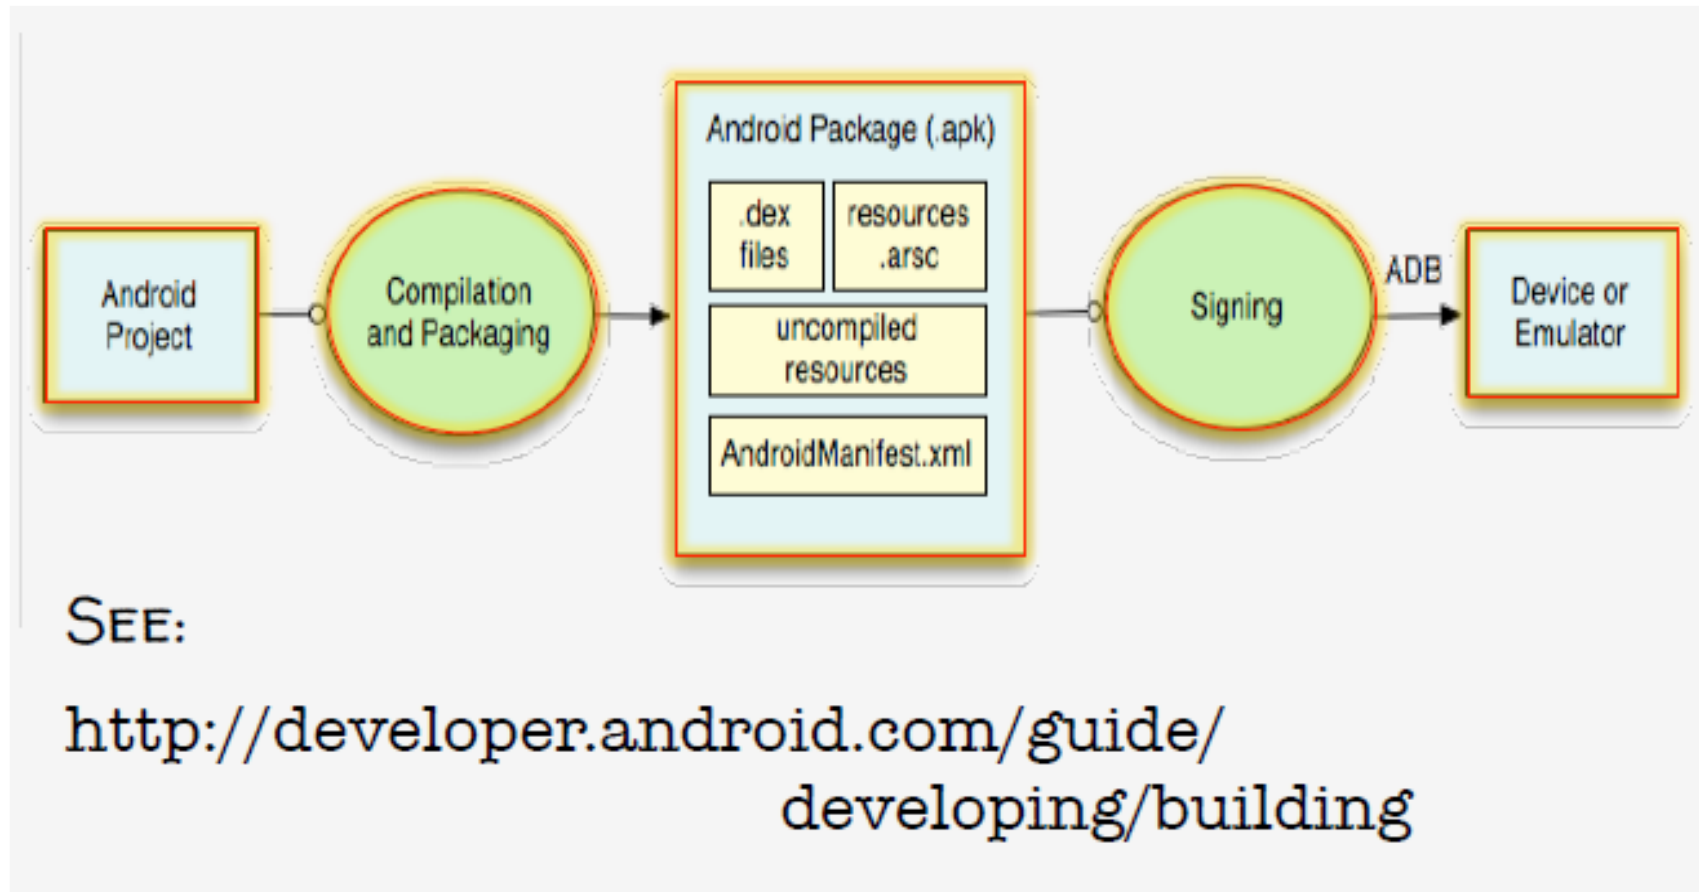 Android
Project
Compilation
and Packaging
Android Package (.apk)
.dex
files
resources
.arsc
uncompiled
resources
AndroidManifest.xml
Signing
ADB
Device or
Emulator
SEE:
http://developer.android.com/guide/
developing/building